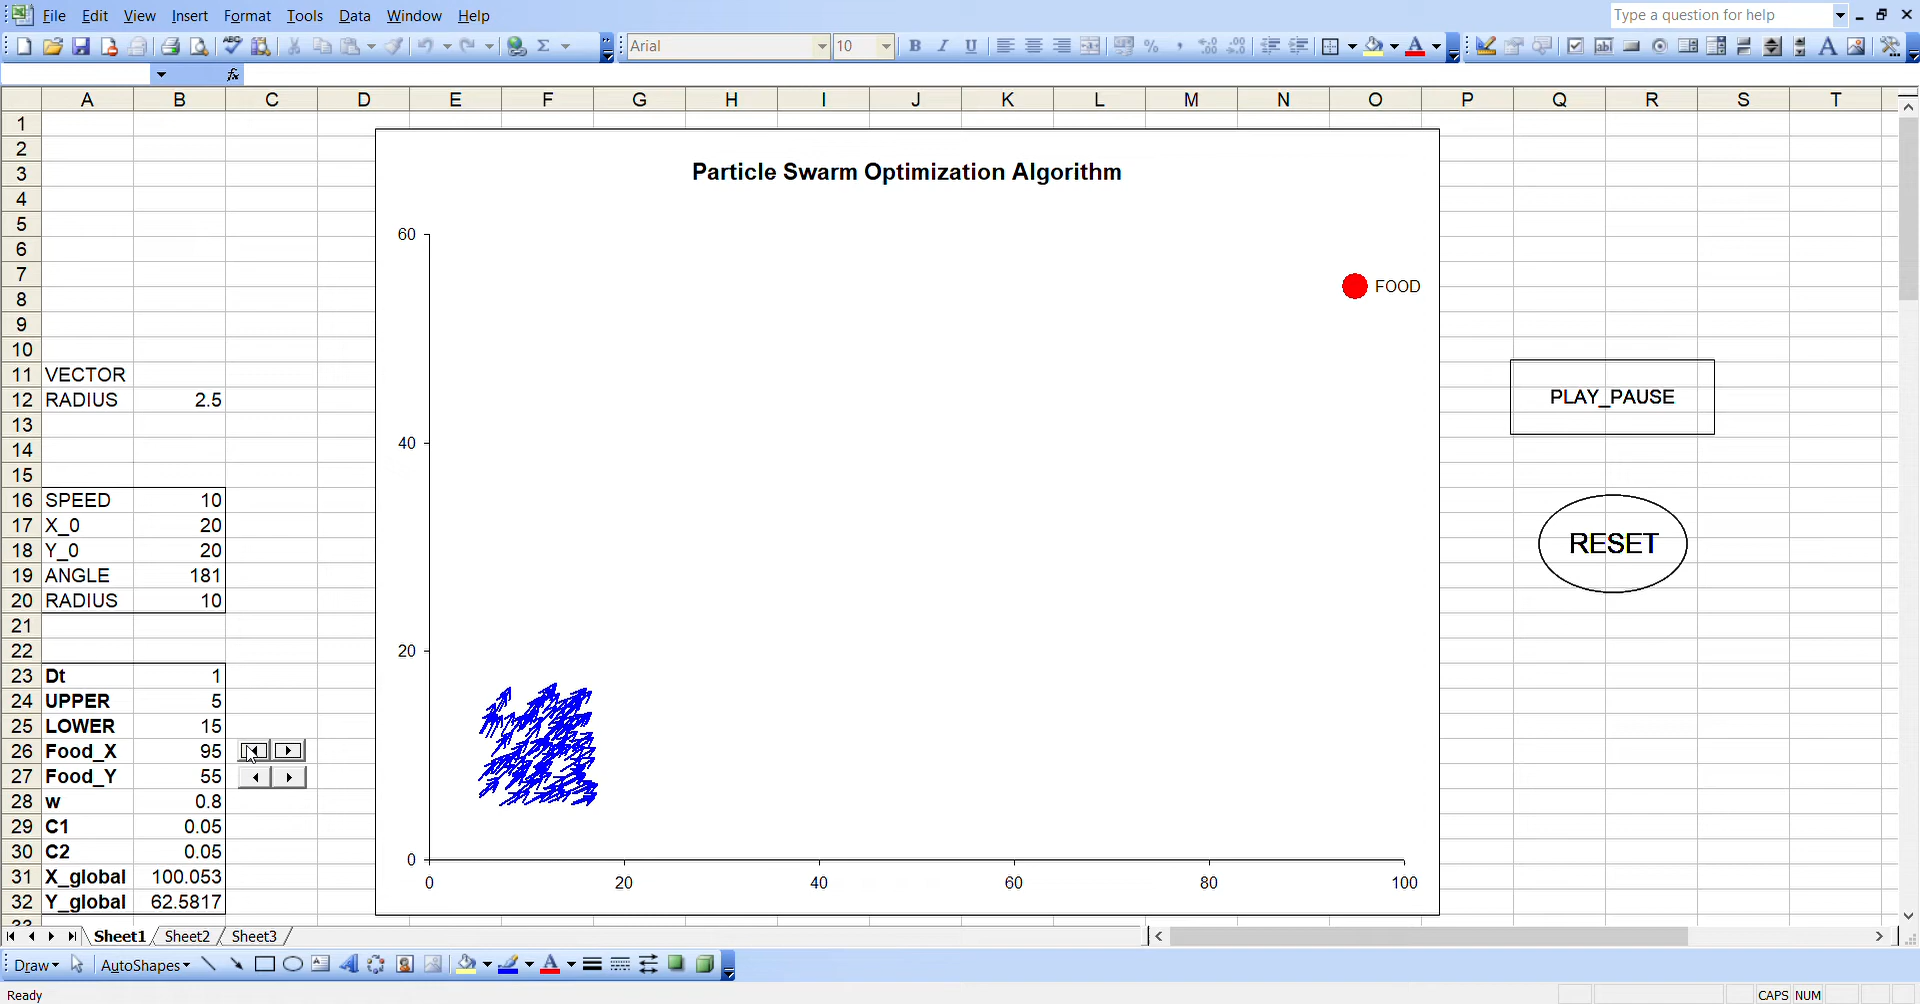 File Edit View Insert Format Tools Data Window Help Type a question for help
Arial 10 B I U
fx
A B C D E F G H I J K L M N O P Q R S T
1
2
3
Particle Swarm Optimization Algorithm
4
5
6
60
7
8
FOOD
9
10
11 VECTOR
12 RADIUS 2.5
PLAY_PAUSE
13
14
40
15
16 SPEED 10
17 X_0 20
18 Y_0 20
RESET
19 ANGLE 181
20 RADIUS 10
21
22
20
23 Dt 1
24 UPPER 5
25 LOWER 15
26 Food_X 95
27 Food_Y 55
28 w 0.8
29 C1 0.05
30 C2 0.05
0
31 X_global 100.053
0 20 40 60 80 100
32 Y_global 62.5817
33
Sheet1 Sheet2 Sheet3
Draw AutoShapes
Ready CAPS NUM